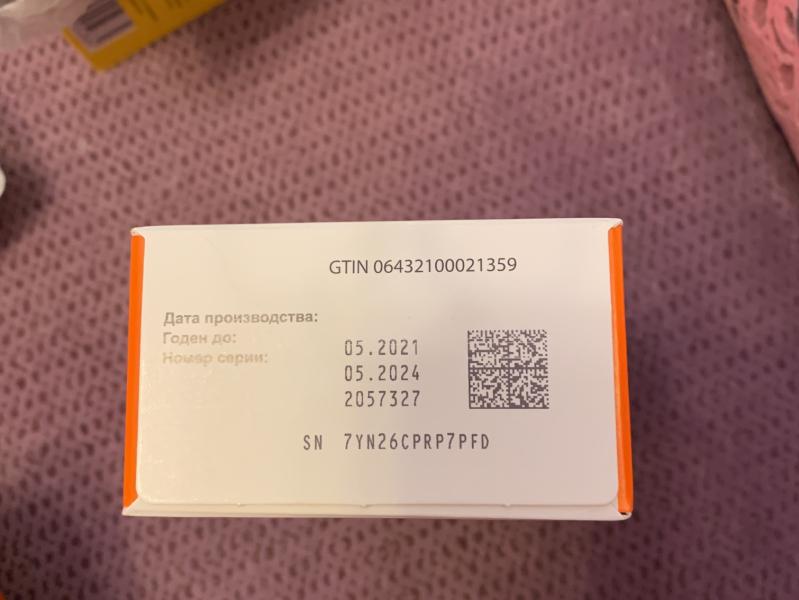 GTIN 06432100021359
Дата производства:
Годен до:
Номер серии:
05.2021
05.2024
2057327
SN 7YN26CPRP7PFD